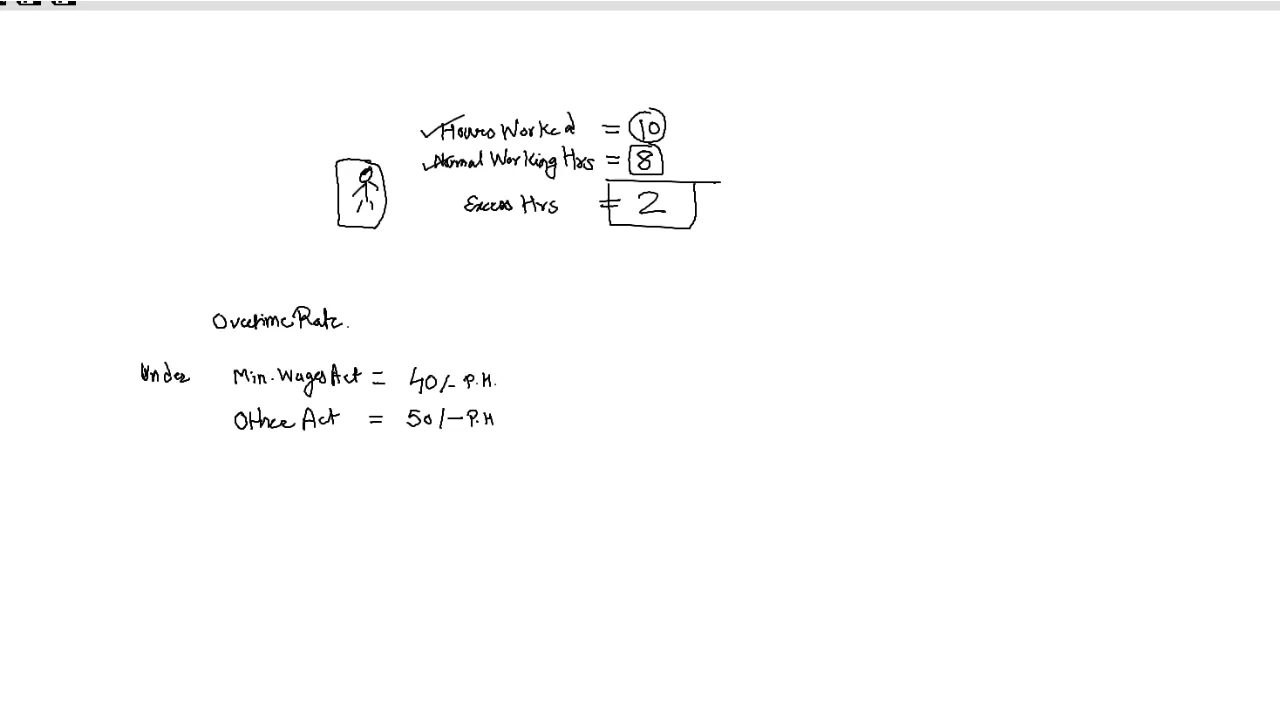 Hours Worked = 10
Normal Working Hrs = 8
Excess Hrs = 2
Overtime Rate.
Under Min. Wages Act = 40/- P.H.
Other Act = 50/- P.H